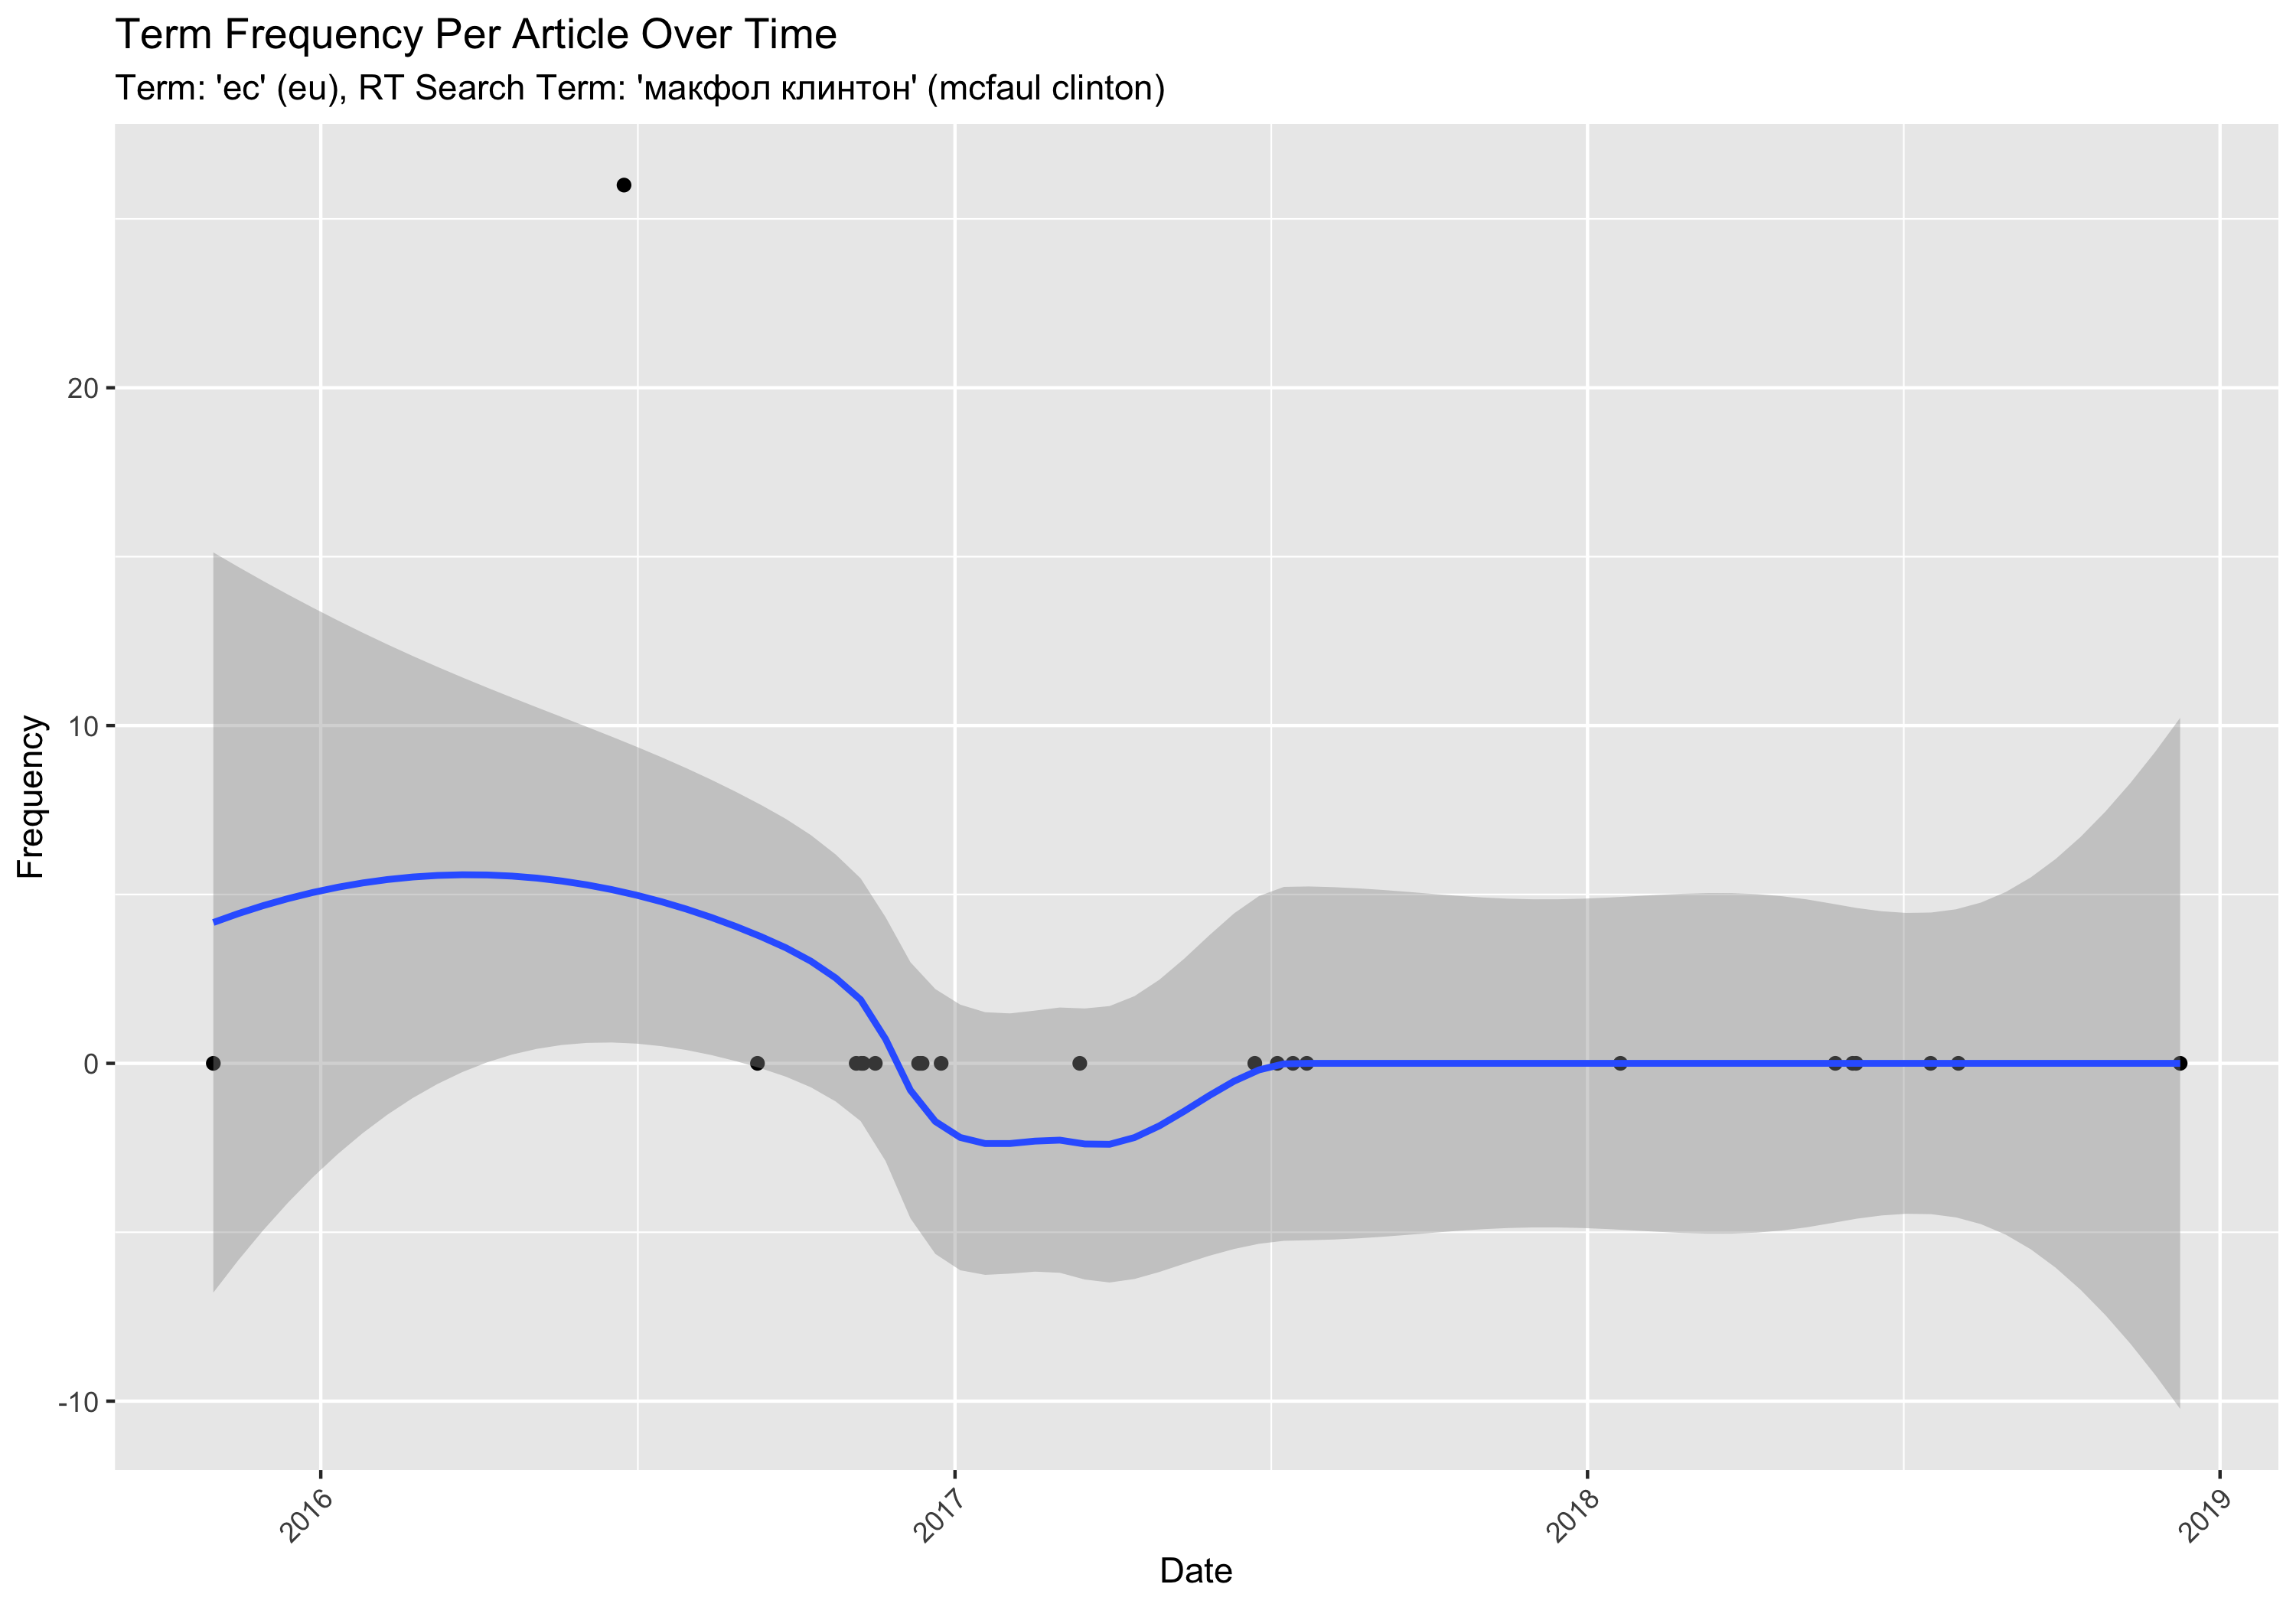 Term Frequency Per Article Over Time
Term: 'ес' (eu), RT Search Term: 'макфол клинтон' (mcfaul clinton)
Frequency
20
10
0
-10
2016
2017
2018
2019
Date